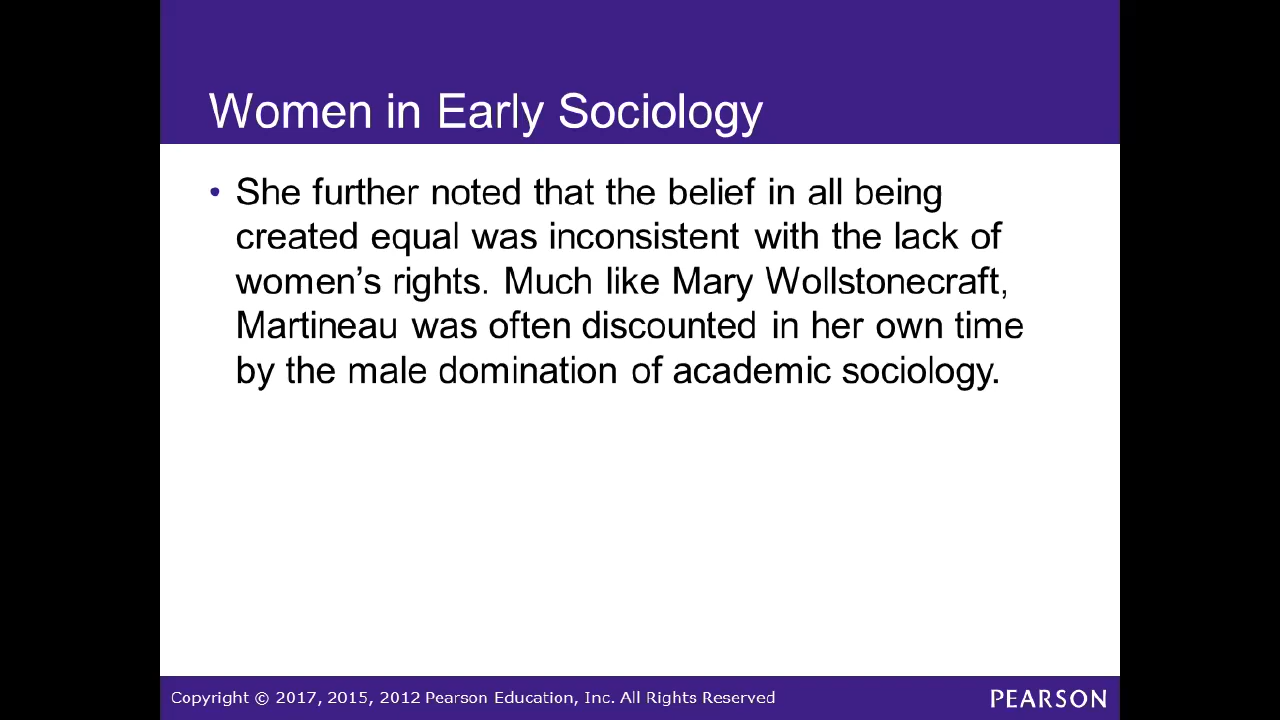 Women in Early Sociology
• She further noted that the belief in all being
created equal was inconsistent with the lack of
women’s rights. Much like Mary Wollstonecraft,
Martineau was often discounted in her own time
by the male domination of academic sociology.
Copyright © 2017, 2015, 2012 Pearson Education, Inc. All Rights Reserved
PEARSON